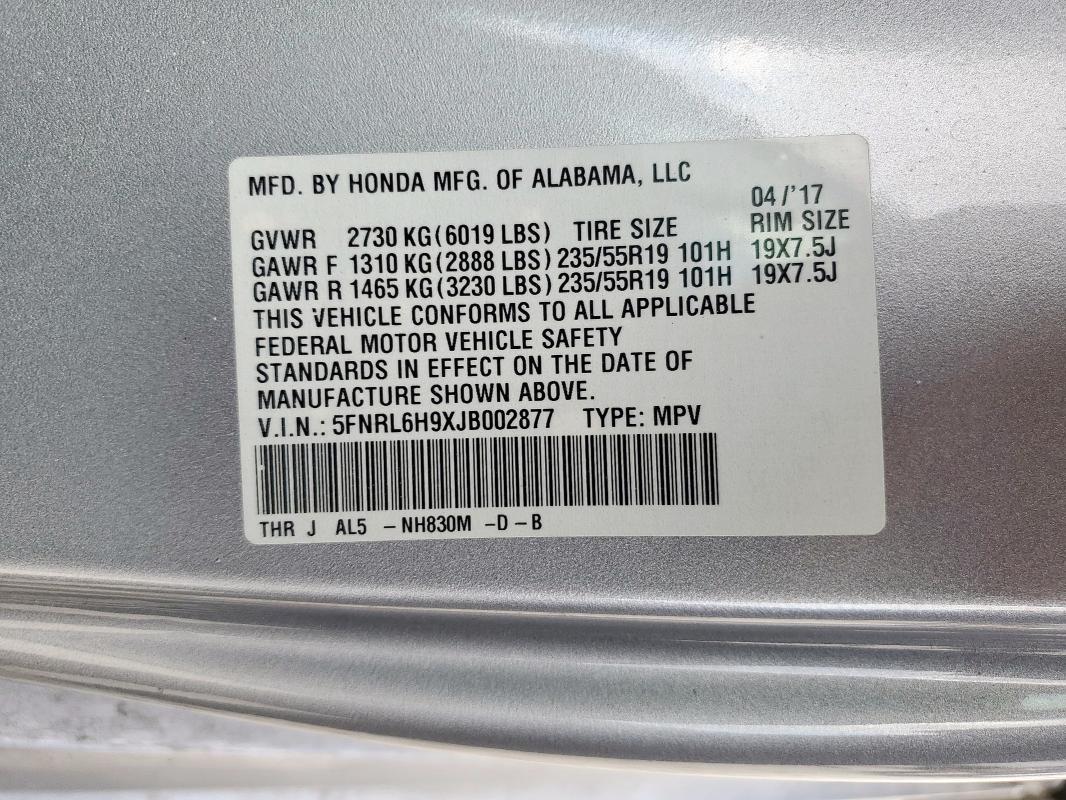 MFD. BY HONDA MFG. OF ALABAMA, LLC
04/'17
GVWR 2730 KG(6019 LBS) TIRE SIZE RIM SIZE
GAWR F 1310 KG(2888 LBS) 235/55R19 101H 19X7.5J
GAWR R 1465 KG(3230 LBS) 235/55R19 101H 19X7.5J
THIS VEHICLE CONFORMS TO ALL APPLICABLE
FEDERAL MOTOR VEHICLE SAFETY
STANDARDS IN EFFECT ON THE DATE OF
MANUFACTURE SHOWN ABOVE.
V.I.N.: 5FNRL6H9XJB002877 TYPE: MPV
THR J AL5 -NH830M -D-B